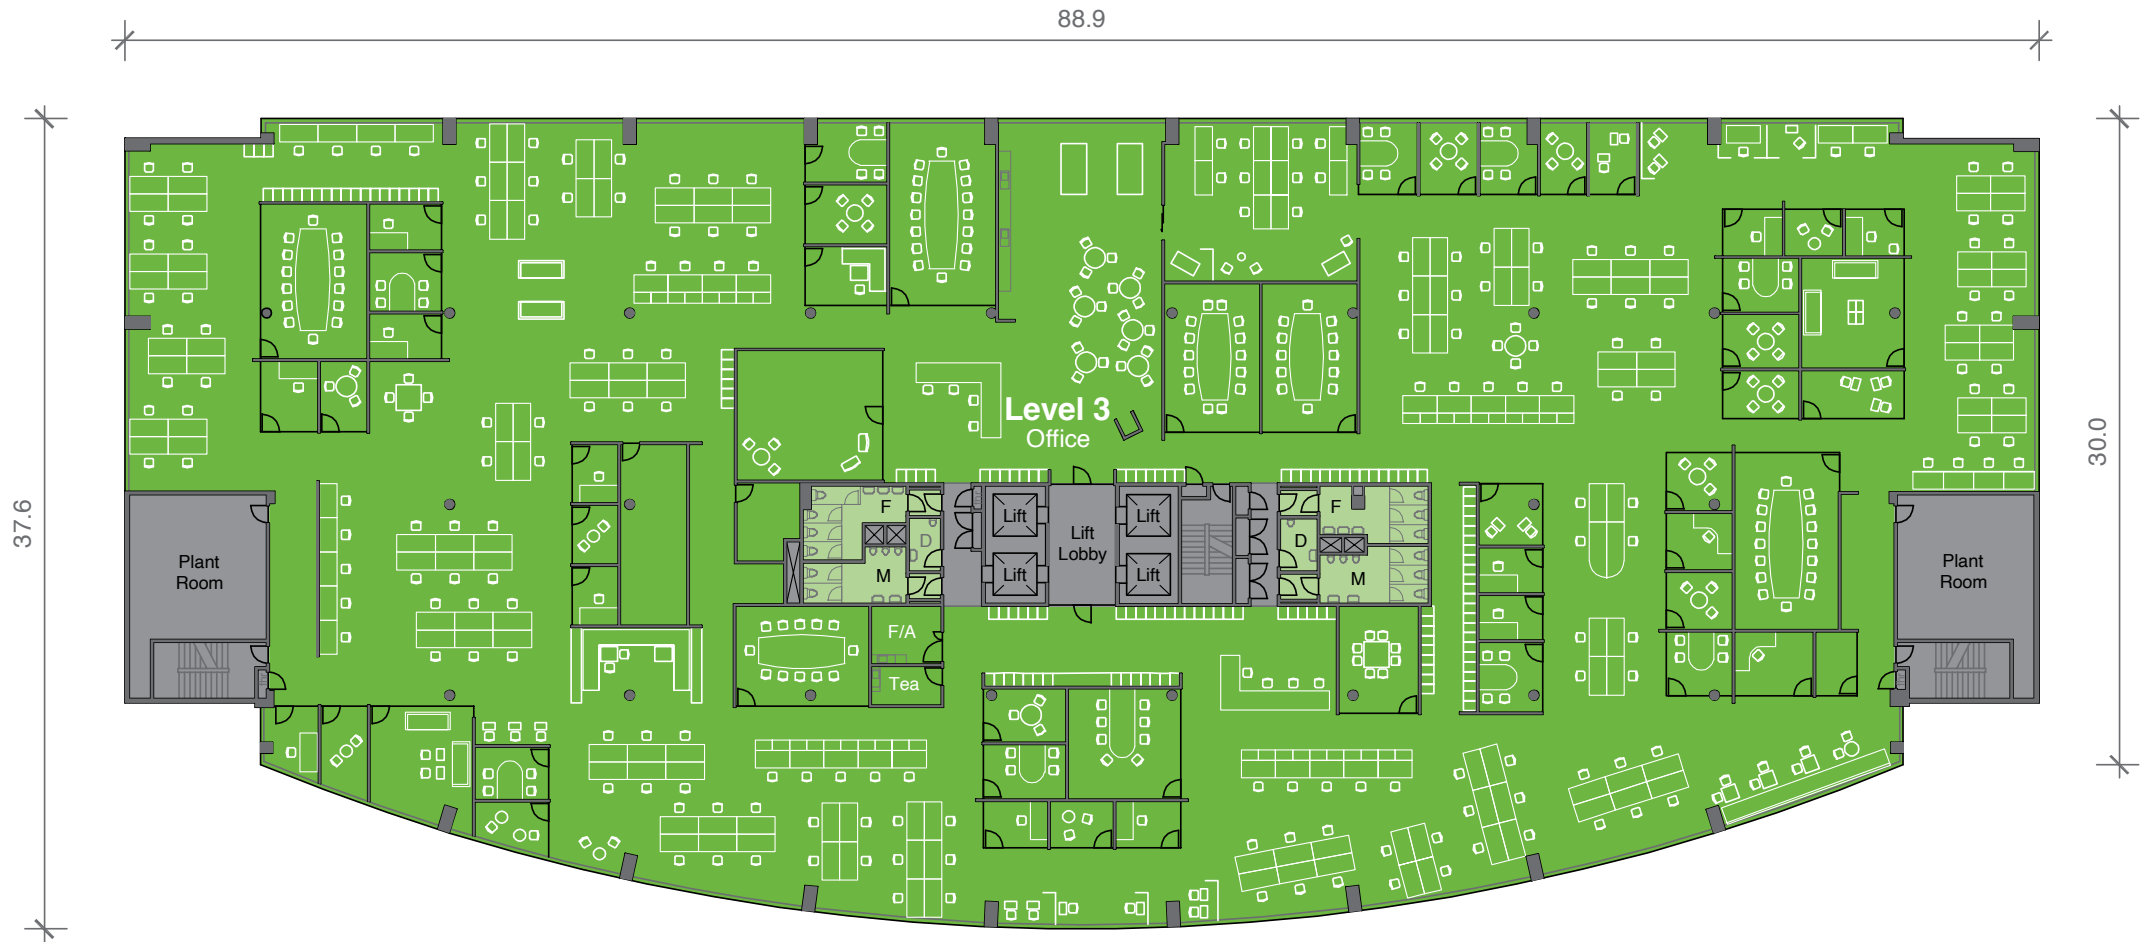 88.9
37.6
30.0
Level 3
Office
Plant
Room
F
D
M
Lift
Lift
Lift
Lobby
Lift
Lift
F
D
M
Plant
Room
F/A
Tea